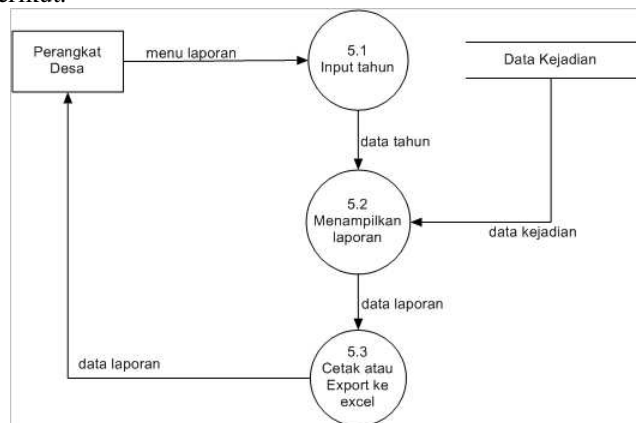 Perangkat
Desa
menu laporan
5.1
Input tahun
Data Kejadian
data tahun
5.2
Menampilkan
laporan
data kejadian
data laporan
5.3
Cetak atau
Export ke
excel
data laporan